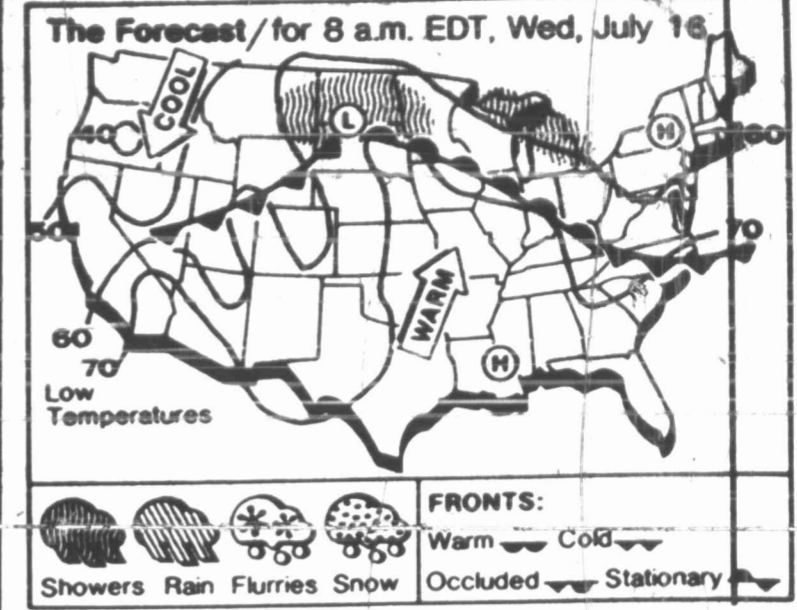 The Forecast / for 8 a.m. EDT, Wed, July 16
COOL
L
H
40
60
50
70
WARM
H
60
70
Low
Temperatures
Showers Rain Flurries Snow
FRONTS:
Warm Cold
Occluded Stationary